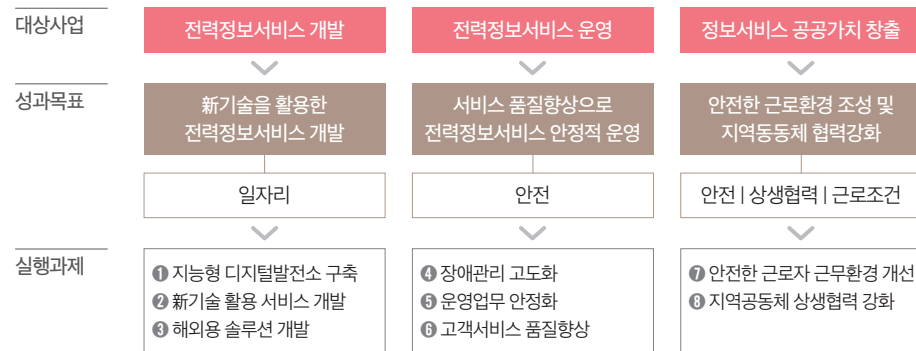 대상사업
전력정보서비스 개발
전력정보서비스 운영
정보서비스 공공가치 창출
성과목표
新기술을 활용한
전력정보서비스 개발
서비스 품질향상으로
전력정보서비스 안정적 운영
안전한 근로환경 조성 및
지역동동체 협력강화
일자리
안전
안전 | 상생협력 | 근로조건
실행과제
❶ 지능형 디지털발전소 구축
❷ 新기술 활용 서비스 개발
❸ 해외용 솔루션 개발
❹ 장애관리 고도화
❺ 운영업무 안정화
❻ 고객서비스 품질향상
❼ 안전한 근로자 근무환경 개선
❽ 지역공동체 상생협력 강화